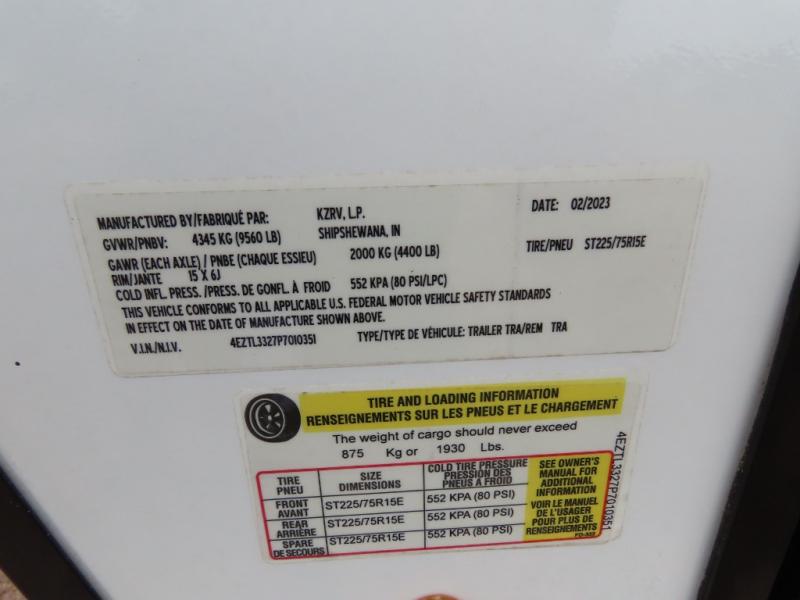 MANUFACTURED BY/FABRIQUÉ PAR: KZRV, L.P. DATE: 02/2023
GVWR/PNBV: 4345 KG (9560 LB) SHIPSHEWANA, IN
GAWR (EACH AXLE) / PNBE (CHAQUE ESSIEU) 2000 KG (4400 LB) TIRE/PNEU ST225/75R15E
RIM/JANTE 15 X 6J
COLD INFL. PRESS. /PRESS. DE GONFL. À FROID 552 KPA (80 PSI/LPC)
THIS VEHICLE CONFORMS TO ALL APPLICABLE U.S. FEDERAL MOTOR VEHICLE SAFETY STANDARDS
IN EFFECT ON THE DATE OF MANUFACTURE SHOWN ABOVE.
V.I.N./N.I.V. 4EZTL3327P7010351 TYPE/TYPE DE VÉHICULE: TRAILER TRA/REM TRA
TIRE AND LOADING INFORMATION
RENSEIGNEMENTS SUR LES PNEUS ET LE CHARGEMENT
The weight of cargo should never exceed
875 Kg or 1930 Lbs.
TIRE
PNEU
SIZE
DIMENSIONS
COLD TIRE PRESSURE
PRESSION DES
PNEUS A FROID
FRONT
AVANT
ST225/75R15E
552 KPA (80 PSI)
REAR
ARRIÈRE
ST225/75R15E
552 KPA (80 PSI)
SPARE
DE SECOURS
ST225/75R15E
552 KPA (80 PSI)
SEE OWNER'S
MANUAL FOR
ADDITIONAL
INFORMATION
VOIR LE MANUEL
DE L'USAGER
POUR PLUS DE
RENSEIGNEMENTS
4EZTL3327P7010351